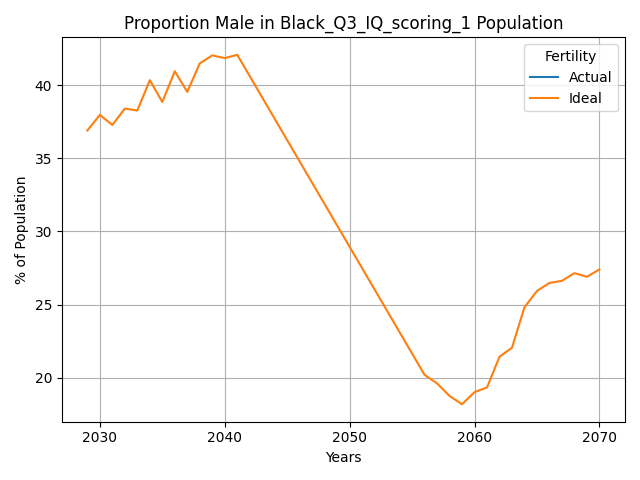 Proportion Male in Black_Q3_IQ_scoring_1 Population
Fertility
Actual
Ideal
% of Population
40
35
30
25
20
2030 2040 2050 2060 2070
Years